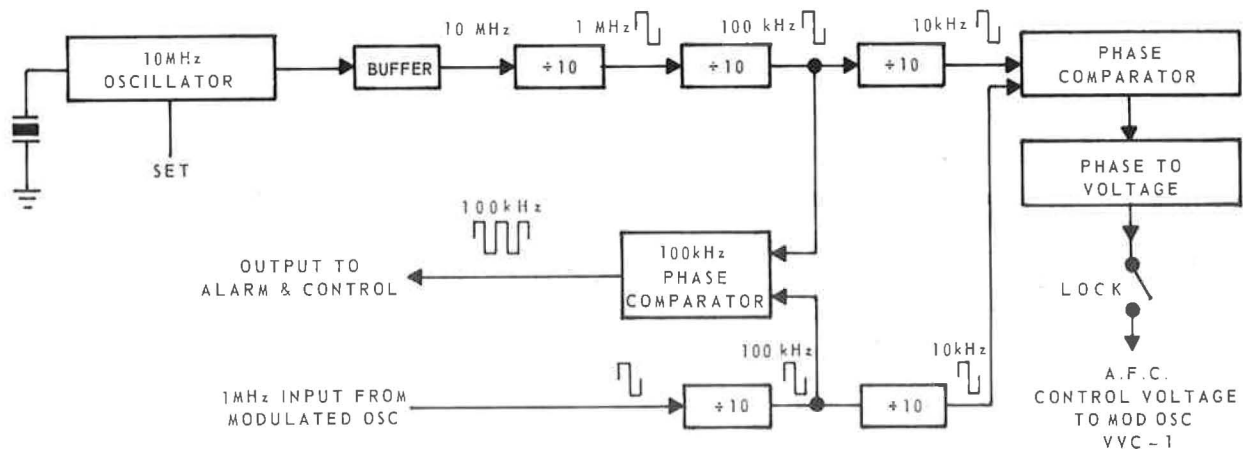 10MHz
OSCILLATOR
SET
BUFFER
10 MHz
÷10
1 MHz
÷10
100 kHz
÷10
10kHz
PHASE
COMPARATOR
PHASE TO
VOLTAGE
LOCK
A.F.C.
CONTROL VOLTAGE
TO MOD OSC
VVC-1
100kHz
OUTPUT TO
ALARM & CONTROL
100kHz
PHASE
COMPARATOR
1MHz INPUT FROM
MODULATED OSC
÷10
100 kHz
÷10
10kHz